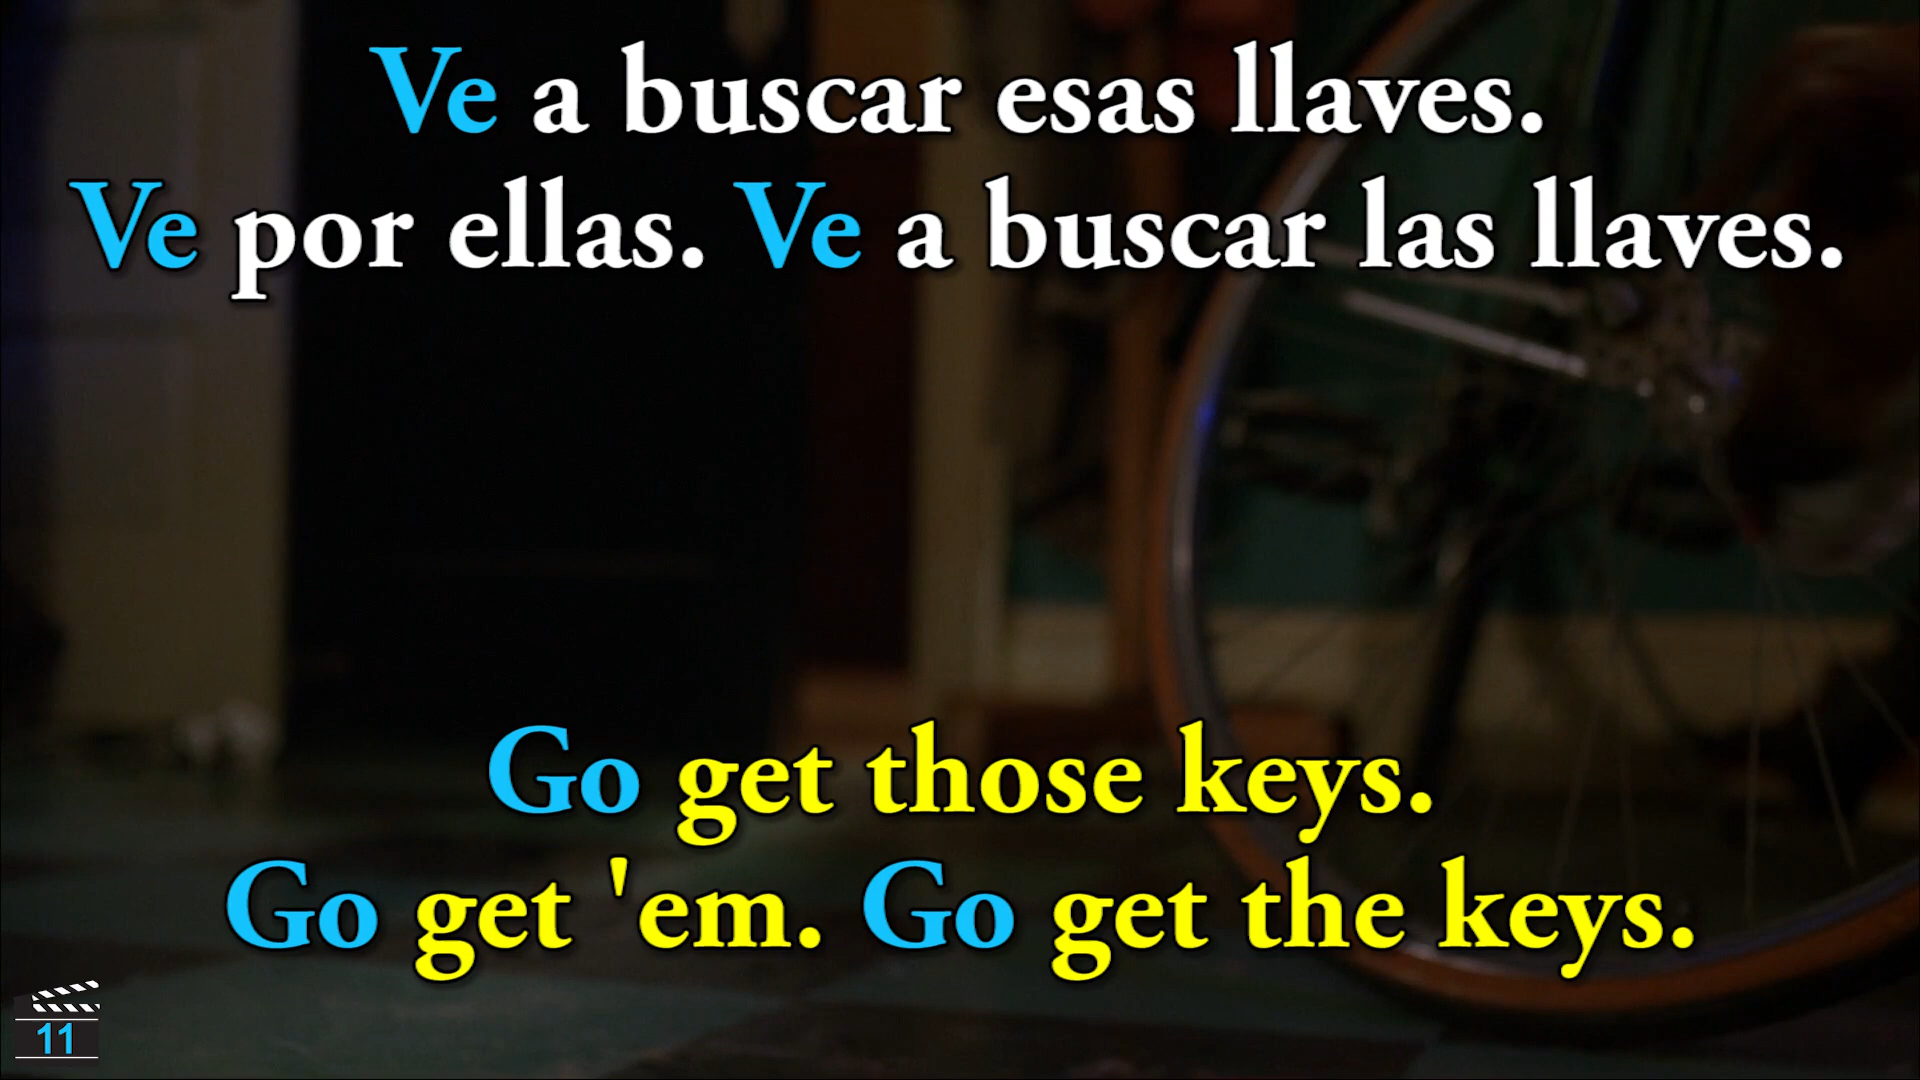 Ve a buscar esas llaves.
Ve por ellas. Ve a buscar las llaves.
Go get those keys.
Go get 'em. Go get the keys.
11